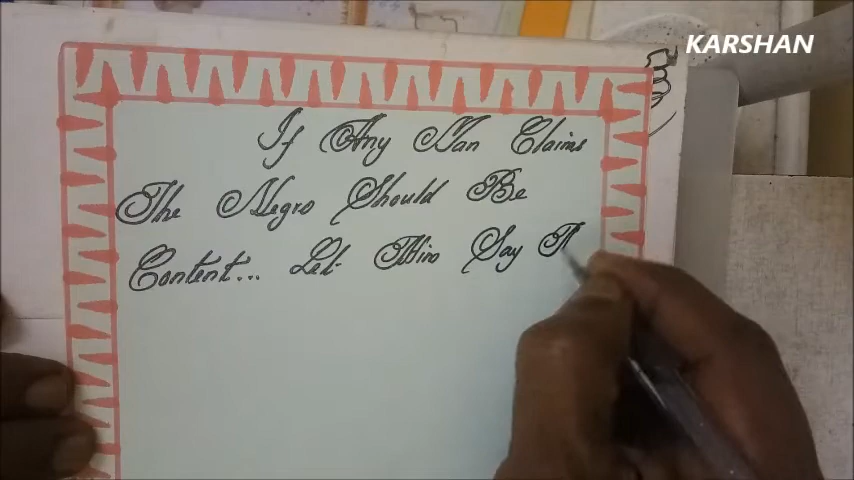 KARSHAN
If Any Man Claims
The Negro Should Be
Content... Let Him Say